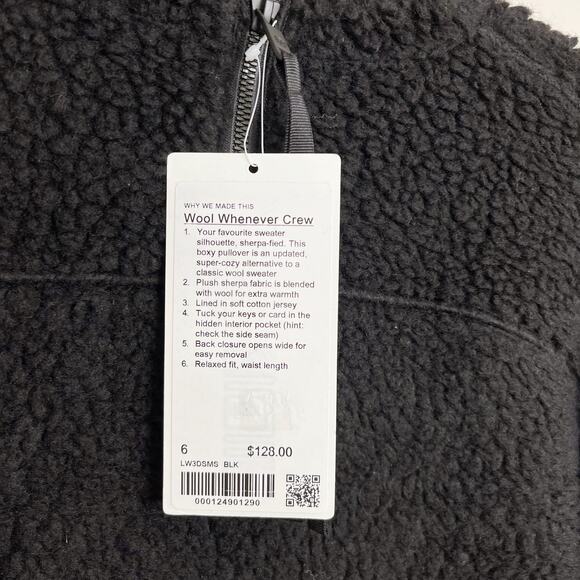 WHY WE MADE THIS
Wool Whenever Crew
1. Your favourite sweater
silhouette, sherpa-fied. This
boxy pullover is an updated,
super-cozy alternative to a
classic wool sweater
2. Plush sherpa fabric is blended
with wool for extra warmth
3. Lined in soft cotton jersey
4. Tuck your keys or card in the
hidden interior pocket (hint:
check the side seam)
5. Back closure opens wide for
easy removal
6. Relaxed fit, waist length
6 $128.00
LW3DSMS BLK
000124901290